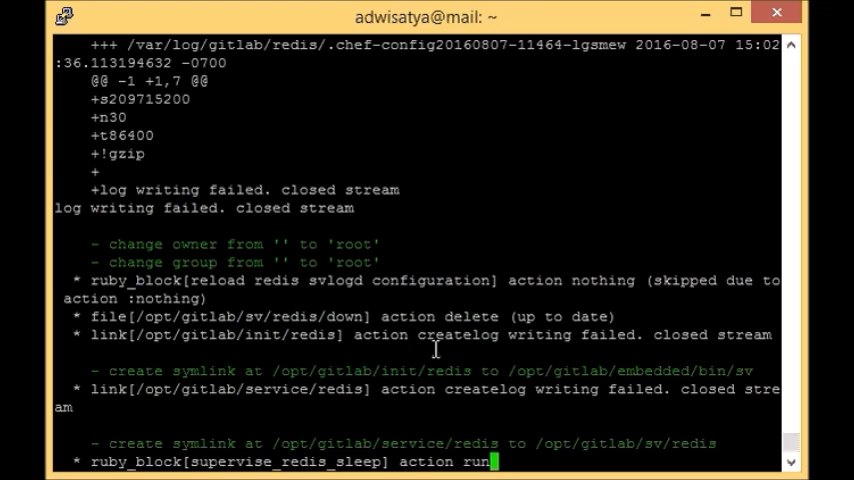 adwisatya@mail: ~
+++ /var/log/gitlab/redis/.chef-config20160807-11464-lgsmew 2016-08-07 15:02
:36.113194632 -0700
@@ -1 +1,7 @@
+s209715200
+n30
+t86400
+!gzip
+
+log writing failed. closed stream
log writing failed. closed stream
- change owner from '' to 'root'
- change group from '' to 'root'
* ruby_block[reload redis svlogd configuration] action nothing (skipped due to
action :nothing)
* file[/opt/gitlab/sv/redis/down] action delete (up to date)
* link[/opt/gitlab/init/redis] action createlog writing failed. closed stream
- create symlink at /opt/gitlab/init/redis to /opt/gitlab/embedded/bin/sv
* link[/opt/gitlab/service/redis] action createlog writing failed. closed stre
am
- create symlink at /opt/gitlab/service/redis to /opt/gitlab/sv/redis
* ruby_block[supervise_redis_sleep] action run